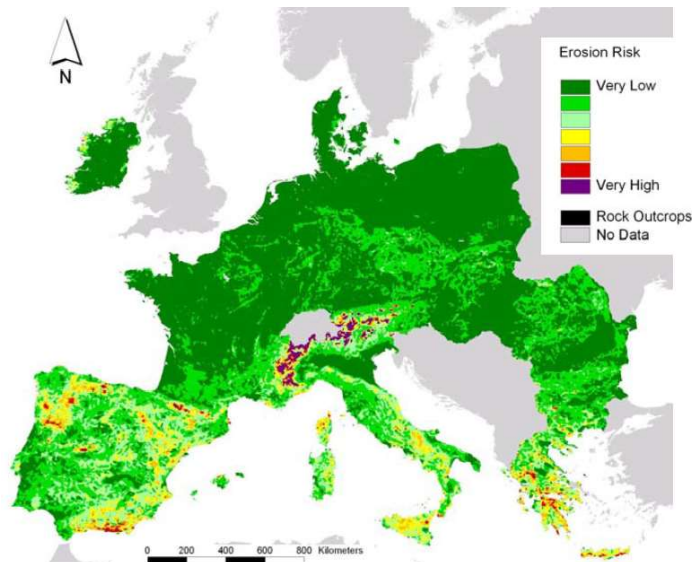 N
Erosion Risk
Very Low
Very High
Rock Outcrops
No Data
0 200 400 600 800 Kilometers